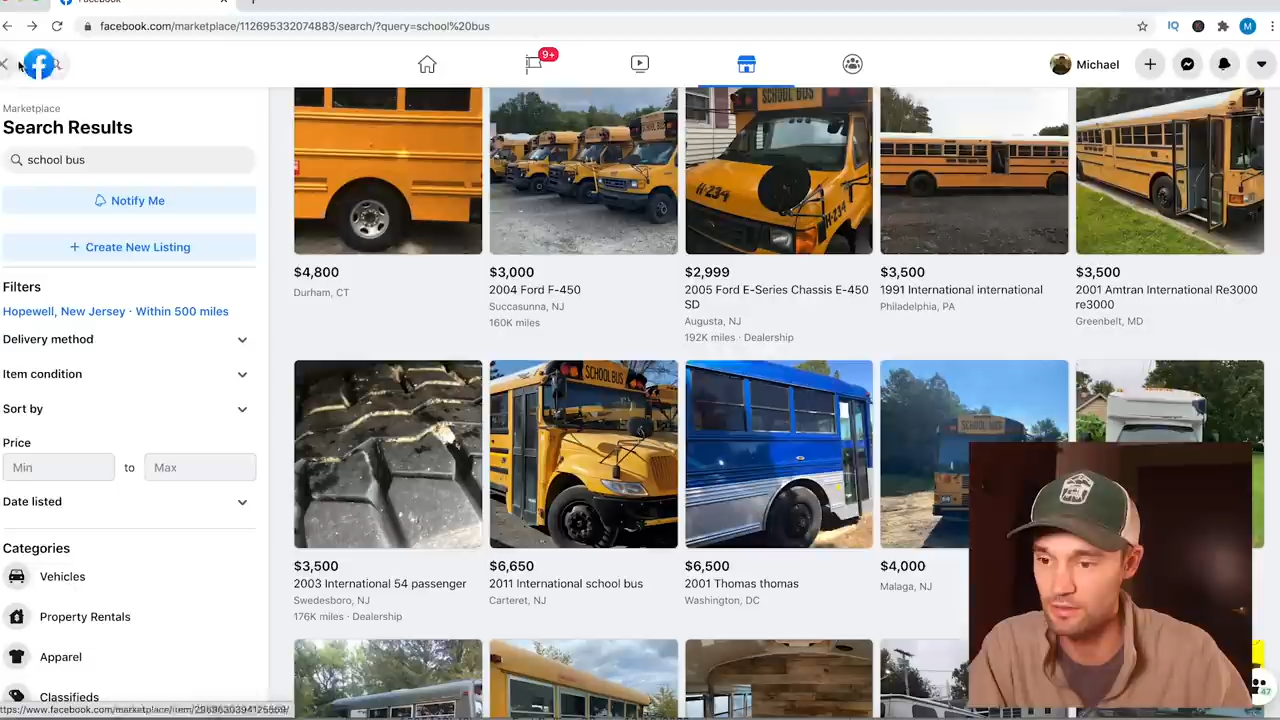 Facebook
facebook.com/marketplace/112695332074883/search/?query=school%20bus
IQ
M
9+
Michael
Marketplace
Search Results
school bus
Notify Me
+ Create New Listing
Filters
Hopewell, New Jersey · Within 500 miles
Delivery method
Item condition
Sort by
Price
Min to Max
Date listed
Categories
Vehicles
Property Rentals
Apparel
Classifieds
SCHOOL BUS
H-234
H-234
$4,800
Durham, CT
$3,000
2004 Ford F-450
Succasunna, NJ
160K miles
$2,999
2005 Ford E-Series Chassis E-450
SD
Augusta, NJ
192K miles · Dealership
$3,500
1991 International international
Philadelphia, PA
$3,500
2001 Amtran International Re3000
re3000
Greenbelt, MD
SCHOOL BUS
SCHOOL BUS
$3,500
2003 International 54 passenger
Swedesboro, NJ
176K miles · Dealership
$6,650
2011 International school bus
Carteret, NJ
$6,500
2001 Thomas thomas
Washington, DC
$4,000
Malaga, NJ
47